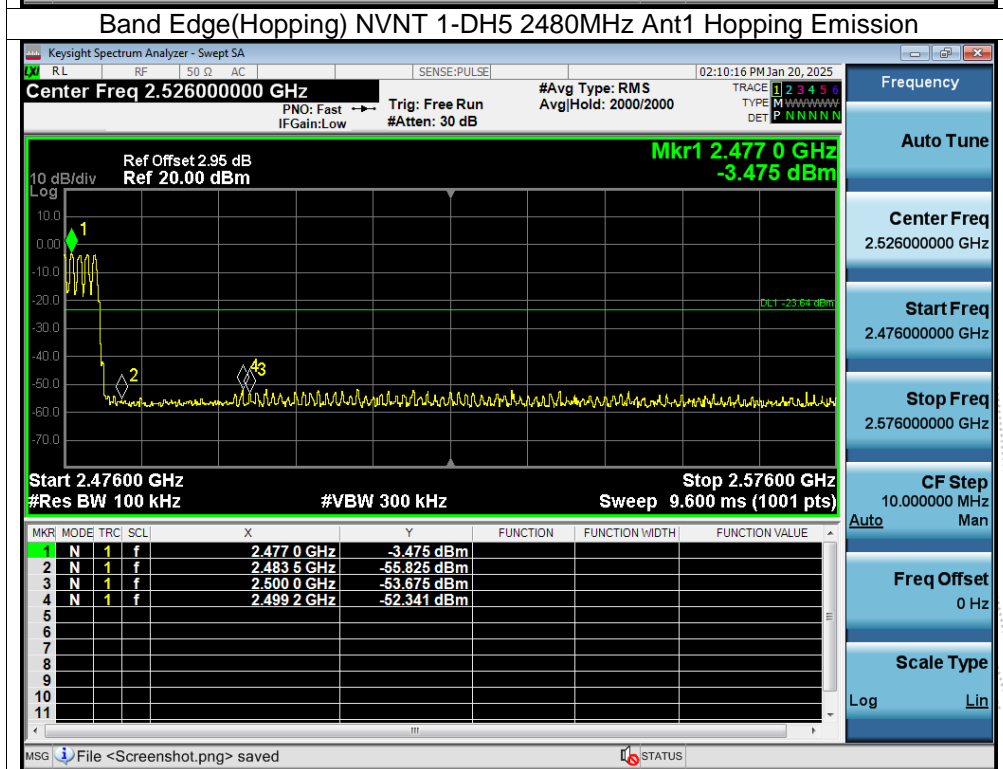 Band Edge(Hopping) NVNT 1-DH5 2480MHz Ant1 Hopping Emission
Keysight Spectrum Analyzer - Swept SA
LXI RL RF 50 Ω AC SENSE:PULSE 02:10:16 PM Jan 20, 2025
Center Freq 2.526000000 GHz #Avg Type: RMS TRACE 1 2 3 4 5 6
PNO: Fast Trig: Free Run Avg|Hold: 2000/2000 TYPE M WWWWW
IFGain:Low #Atten: 30 dB DET P N N N N N
Mkr1 2.477 0 GHz
Ref Offset 2.95 dB
10 dB/div Ref 20.00 dBm -3.475 dBm
Log
10.0
1
0.00
-10.0
-20.0
DL1 -23.64 dBm
-30.0
-40.0
2 4 3
-50.0
-60.0
-70.0
Start 2.47600 GHz Stop 2.57600 GHz
#Res BW 100 kHz #VBW 300 kHz Sweep 9.600 ms (1001 pts)
MKR MODE TRC SCL X Y FUNCTION FUNCTION WIDTH FUNCTION VALUE
1 N 1 f 2.477 0 GHz -3.475 dBm
2 N 1 f 2.483 5 GHz -55.825 dBm
3 N 1 f 2.500 0 GHz -53.675 dBm
4 N 1 f 2.499 2 GHz -52.341 dBm
5
6
7
8
9
10
11
MSG File <Screenshot.png> saved STATUS
Frequency
Auto Tune
Center Freq
2.526000000 GHz
Start Freq
2.476000000 GHz
Stop Freq
2.576000000 GHz
CF Step
10.000000 MHz
Auto Man
Freq Offset
0 Hz
Scale Type
Log Lin